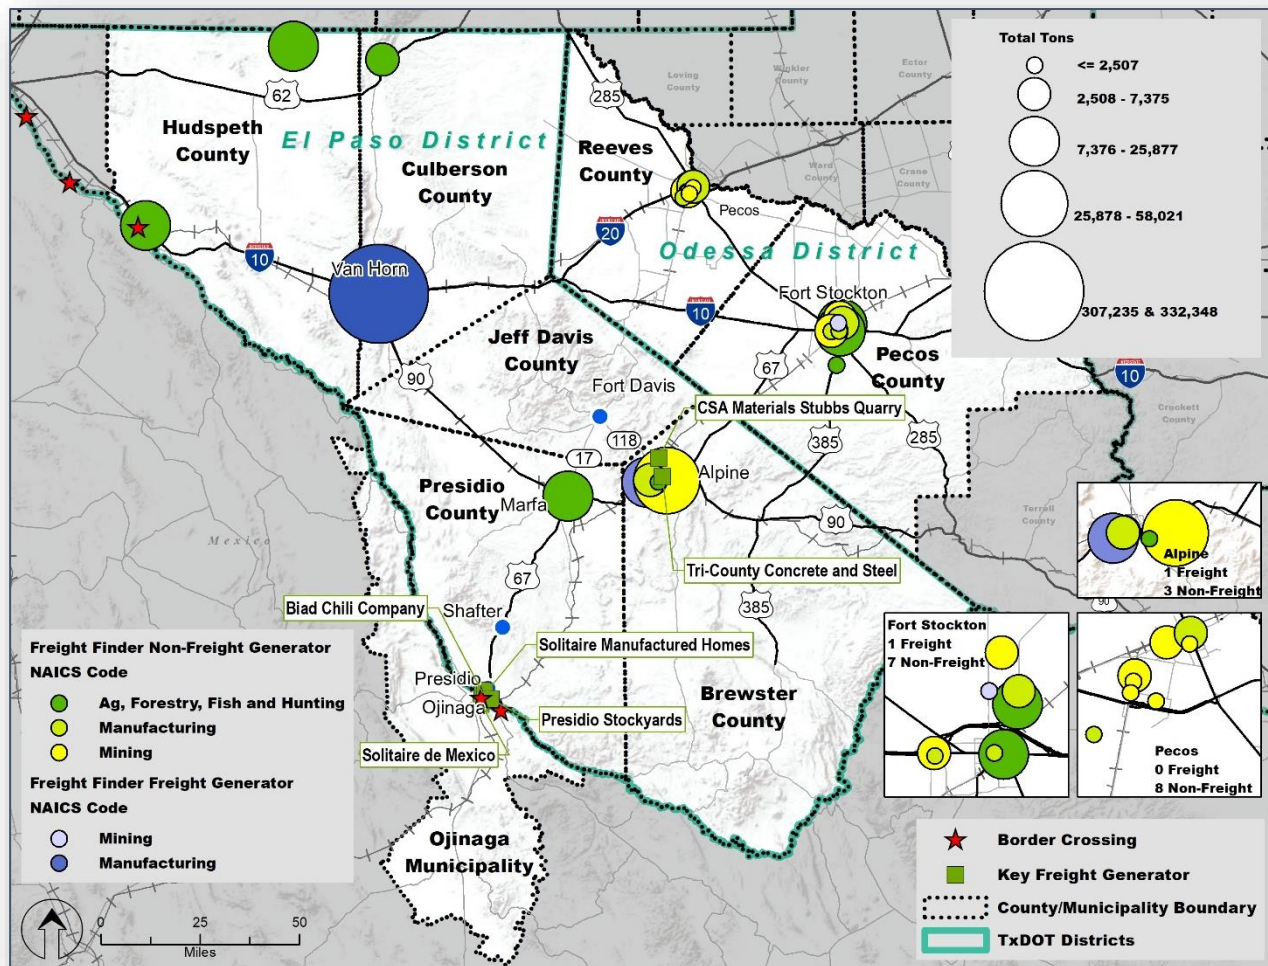 Total Tons
<= 2,507
2,508 - 7,375
7,376 - 25,877
25,878 - 58,021
307,235 & 332,348
62
Hudspeth
County
El Paso District
Culberson
County
285
Reeves
County
Loving
County
Winkler
County
Ector
County
Ward
County
Crane
County
Pecos
20
Odessa District
10
Van Horn
10
Fort Stockton
Jeff Davis
County
Pecos
County
10
90
67
Fort Davis
CSA Materials Stubbs Quarry
Crockett
County
118
385
285
17
Alpine
Presidio
County
Marfa
90
Terrell
County
Mexico
Tri-County Concrete and Steel
67
Alpine
1 Freight
3 Non-Freight
Biad Chili Company
Shafter
385
90
Fort Stockton
1 Freight
7 Non-Freight
Solitaire Manufactured Homes
Presidio
Ojinaga
Brewster
County
Presidio Stockyards
Solitaire de Mexico
Pecos
0 Freight
8 Non-Freight
Ojinaga
Municipality
Freight Finder Non-Freight Generator
NAICS Code
Ag, Forestry, Fish and Hunting
Manufacturing
Mining
Freight Finder Freight Generator
NAICS Code
Mining
Manufacturing
0 25 50
Miles
Border Crossing
Key Freight Generator
County/Municipality Boundary
TxDOT Districts